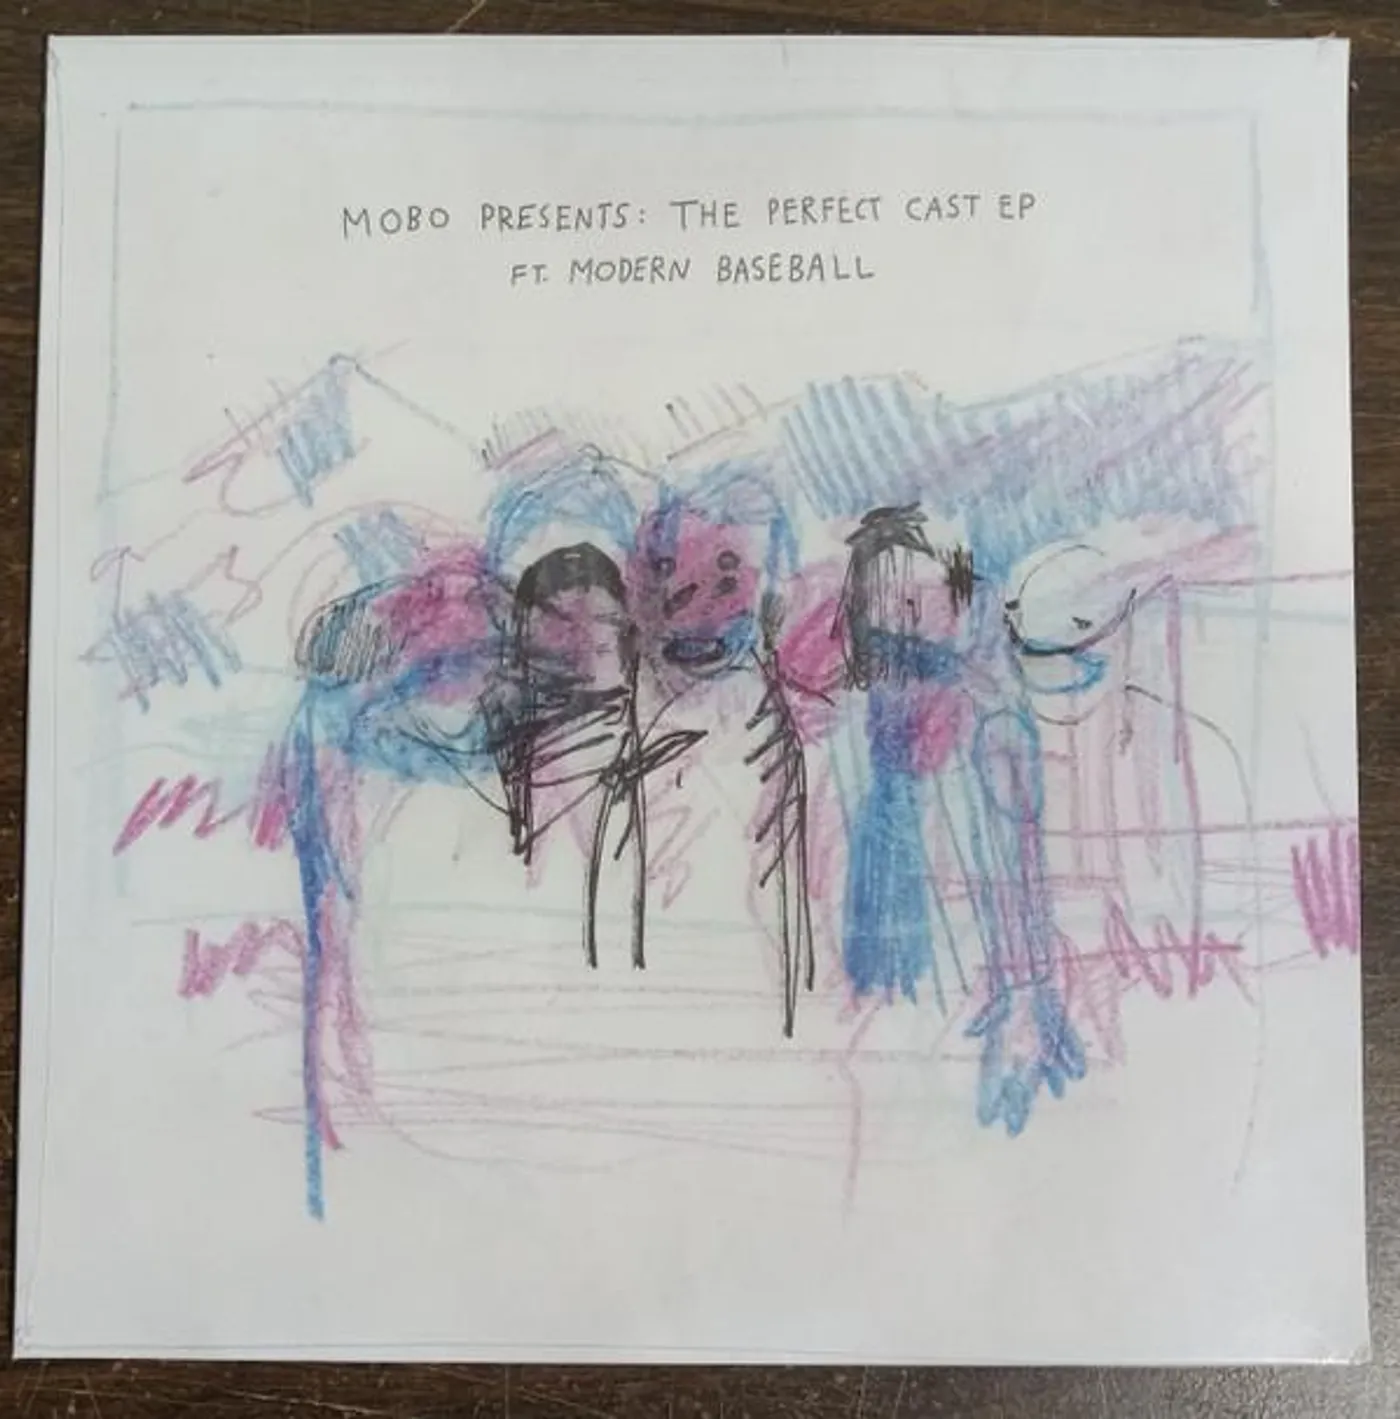 MOBO PRESENTS: THE PERFECT CAST EP
FT. MODERN BASEBALL